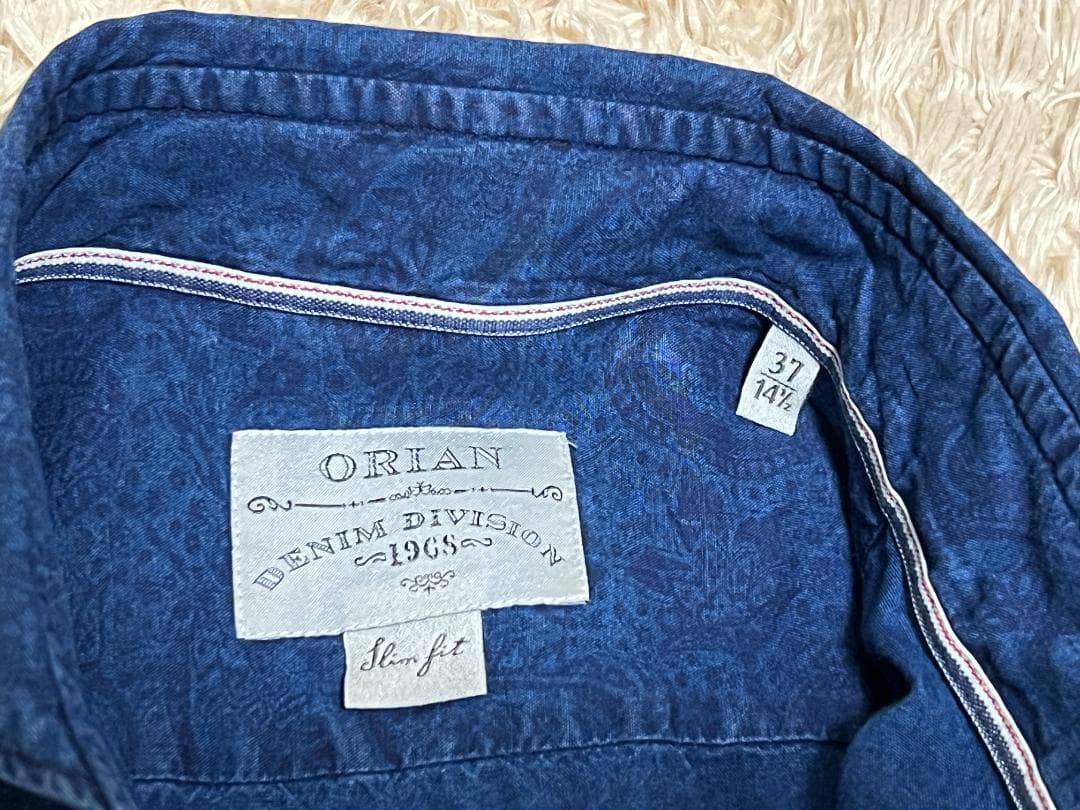 ORIAN
DENIM DIVISION
1968
Slim fit
37
14½